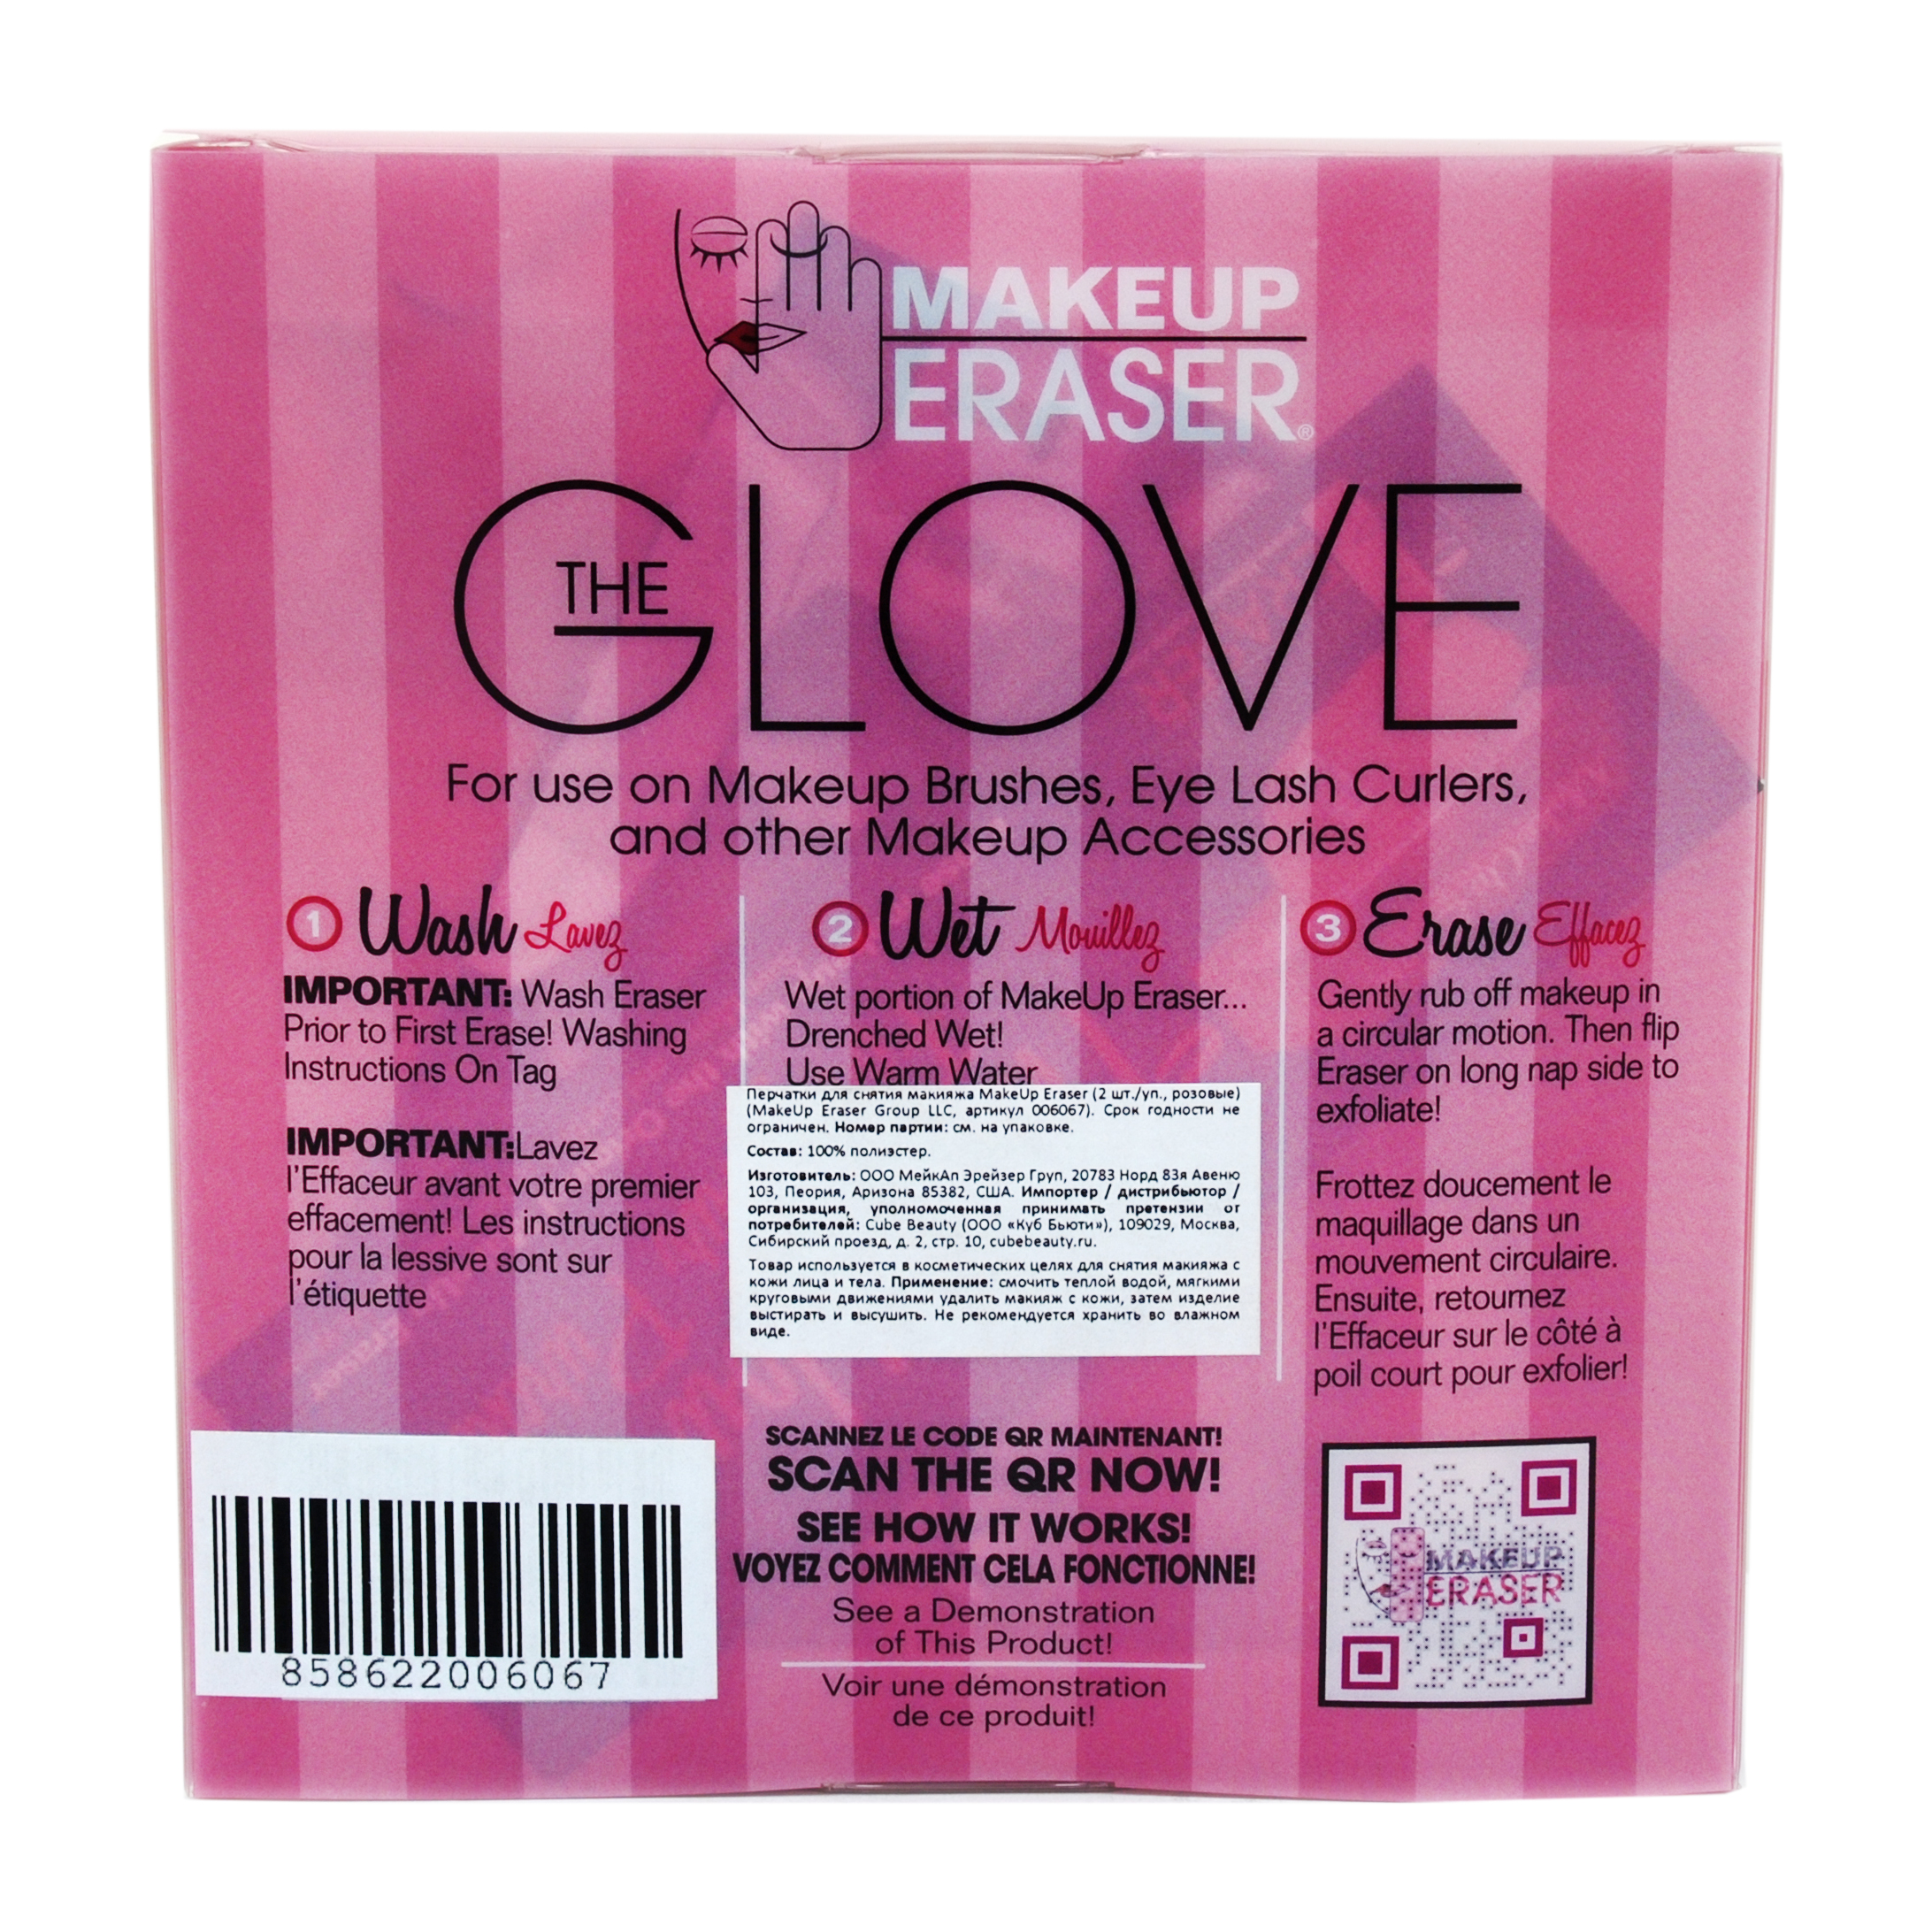 MAKEUP
ERASER®
THE GLOVE
For use on Makeup Brushes, Eye Lash Curlers,
and other Makeup Accessories
1 Wash Lavez
IMPORTANT: Wash Eraser
Prior to First Erase! Washing
Instructions On Tag
IMPORTANT:Lavez
l'Effaceur avant votre premier
effacement! Les instructions
pour la lessive sont sur
l'étiquette
2 Wet Mouillez
Wet portion of MakeUp Eraser...
Drenched Wet!
Use Warm Water
Перчатки для снятия макияжа MakeUp Eraser (2 шт./уп., розовые)
(MakeUp Eraser Group LLC, артикул 006067). Срок годности не
ограничен. Номер партии: см. на упаковке.
Состав: 100% полиэстер.
Изготовитель: ООО МейкАп Эрейзер Груп, 20783 Норд 83я Авеню
103, Пеория, Аризона 85382, США. Импортер / дистрибьютор /
организация, уполномоченная принимать претензии от
потребителей: Cube Beauty (ООО «Куб Бьюти»), 109029, Москва,
Сибирский проезд, д. 2, стр. 10, cubebeauty.ru.
Товар используется в косметических целях для снятия макияжа с
кожи лица и тела. Применение: смочить теплой водой, мягкими
круговыми движениями удалить макияж с кожи, затем изделие
выстирать и высушить. Не рекомендуется хранить во влажном
виде.
3 Erase Effacez
Gently rub off makeup in
a circular motion. Then flip
Eraser on long nap side to
exfoliate!
Frottez doucement le
maquillage dans un
mouvement circulaire.
Ensuite, retournez
l'Effaceur sur le côté à
poil court pour exfolier!
858622006067
SCANNEZ LE CODE QR MAINTENANT!
SCAN THE QR NOW!
SEE HOW IT WORKS!
VOYEZ COMMENT CELA FONCTIONNE!
See a Demonstration
of This Product!
Voir une démonstration
de ce produit!
MAKEUP
ERASER